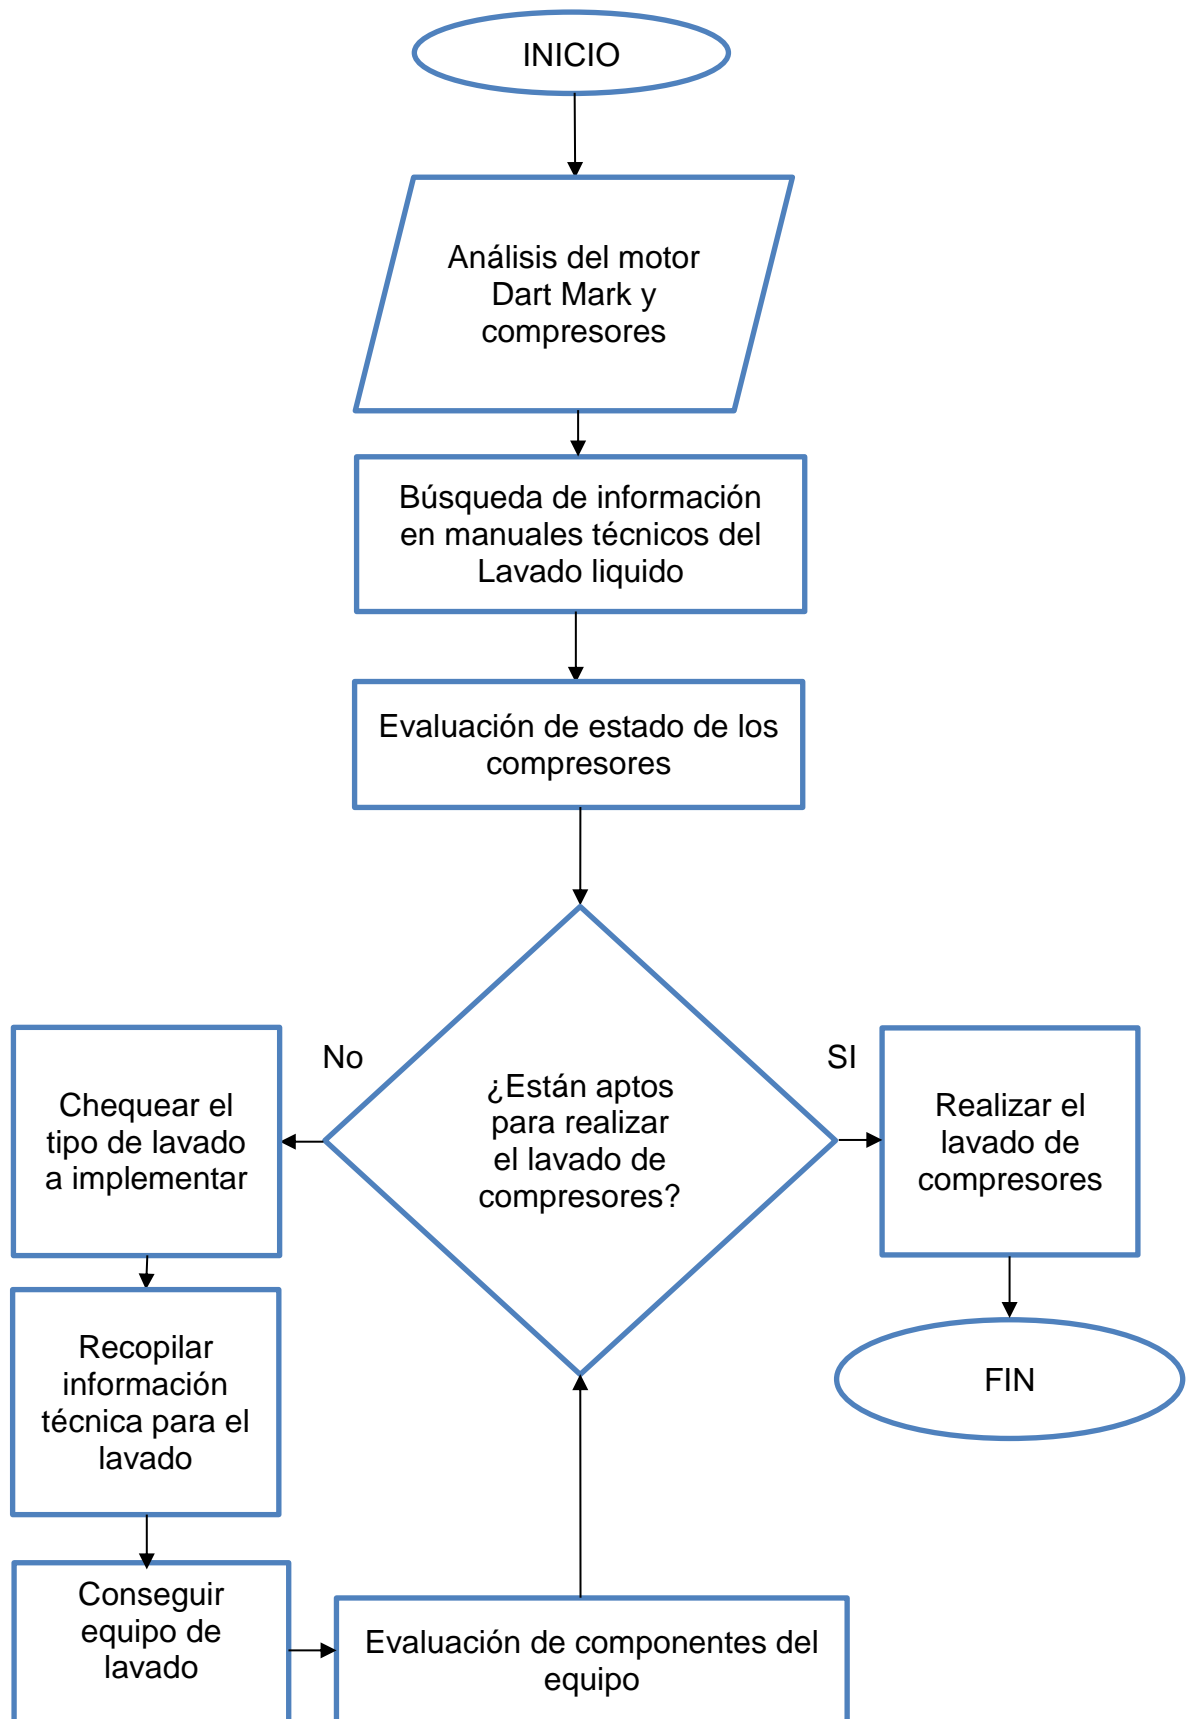 INICIO
Análisis del motor
Dart Mark y
compresores
Búsqueda de información
en manuales técnicos del
Lavado liquido
Evaluación de estado de los
compresores
No
SI
¿Están aptos
para realizar
el lavado de
compresores?
Chequear el
tipo de lavado
a implementar
Realizar el
lavado de
compresores
Recopilar
información
técnica para el
lavado
FIN
Conseguir
equipo de
lavado
Evaluación de componentes del
equipo